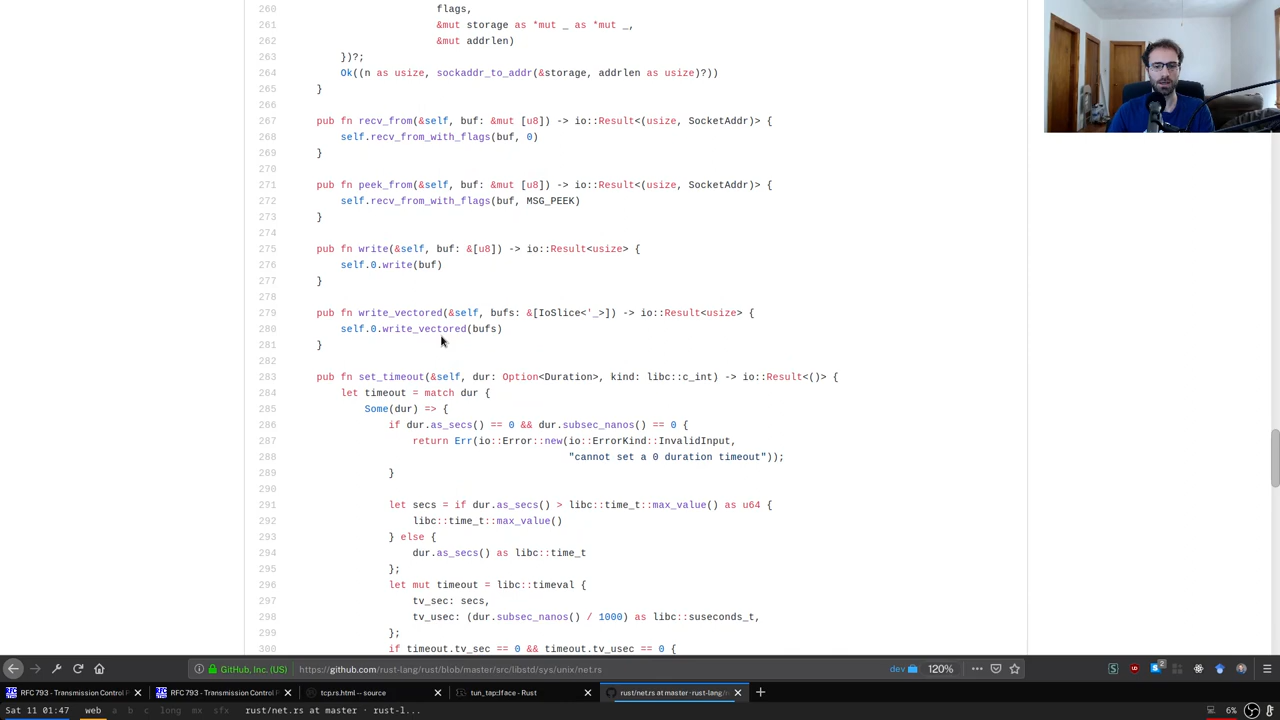 260 flags,
261 &mut storage as *mut _ as *mut _,
262 &mut addrlen)
263 })?;
264 Ok((n as usize, sockaddr_to_addr(&storage, addrlen as usize)?))
265 }
266
267 pub fn recv_from(&self, buf: &mut [u8]) -> io::Result<(usize, SocketAddr)> {
268 self.recv_from_with_flags(buf, 0)
269 }
270
271 pub fn peek_from(&self, buf: &mut [u8]) -> io::Result<(usize, SocketAddr)> {
272 self.recv_from_with_flags(buf, MSG_PEEK)
273 }
274
275 pub fn write(&self, buf: &[u8]) -> io::Result<usize> {
276 self.0.write(buf)
277 }
278
279 pub fn write_vectored(&self, bufs: &[IoSlice<'_>]) -> io::Result<usize> {
280 self.0.write_vectored(bufs)
281 }
282
283 pub fn set_timeout(&self, dur: Option<Duration>, kind: libc::c_int) -> io::Result<()> {
284 let timeout = match dur {
285 Some(dur) => {
286 if dur.as_secs() == 0 && dur.subsec_nanos() == 0 {
287 return Err(io::Error::new(io::ErrorKind::InvalidInput,
288 "cannot set a 0 duration timeout"));
289 }
290
291 let secs = if dur.as_secs() > libc::time_t::max_value() as u64 {
292 libc::time_t::max_value()
293 } else {
294 dur.as_secs() as libc::time_t
295 };
296 let mut timeout = libc::timeval {
297 tv_sec: secs,
298 tv_usec: (dur.subsec_nanos() / 1000) as libc::suseconds_t,
299 };
300 if timeout.tv_sec == 0 && timeout.tv_usec == 0 {
GitHub, Inc. (US) https://github.com/rust-lang/rust/blob/master/src/libstd/sys/unix/net.rs dev 120%
RFC 793 - Transmission Control P RFC 793 - Transmission Control P tcp.rs.html -- source tun_tap::Iface - Rust rust/net.rs at master · rust-lang/r
Sat 11 01:47 web a b c long mx sfx rust/net.rs at master · rust-l... 6%